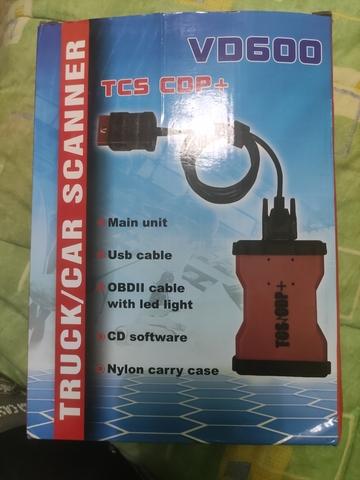 VD600
TCS CDP+
TRUCK/CAR SCANNER
Main unit
Usb cable
OBDII cable
with led light
CD software
Nylon carry case
TCS/CDP+